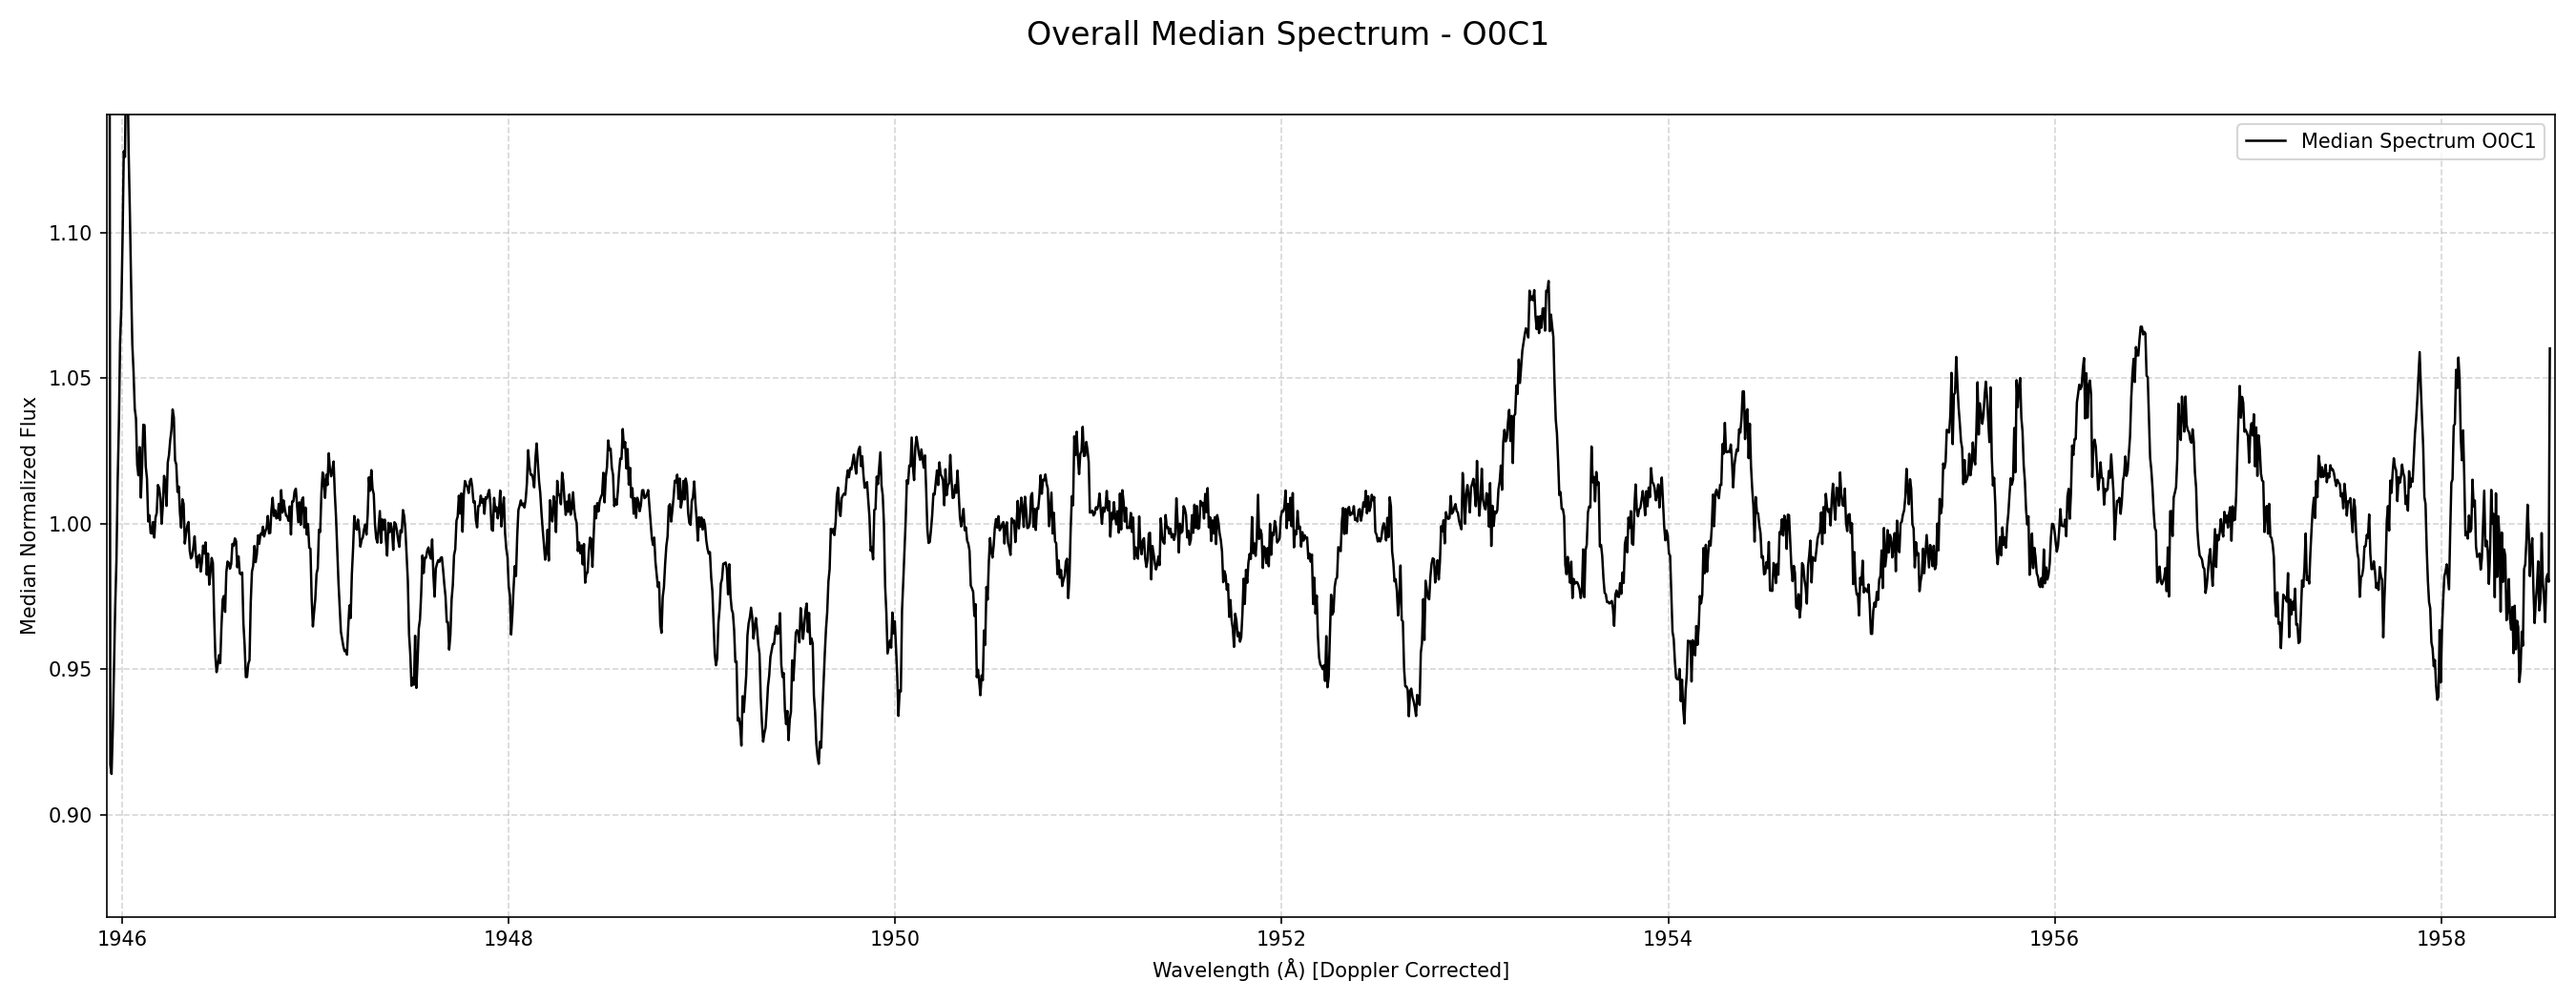 Overall Median Spectrum - O0C1
Median Spectrum O0C1
Median Normalized Flux
1.10
1.05
1.00
0.95
0.90
1946 1948 1950 1952 1954 1956 1958
Wavelength (Å) [Doppler Corrected]